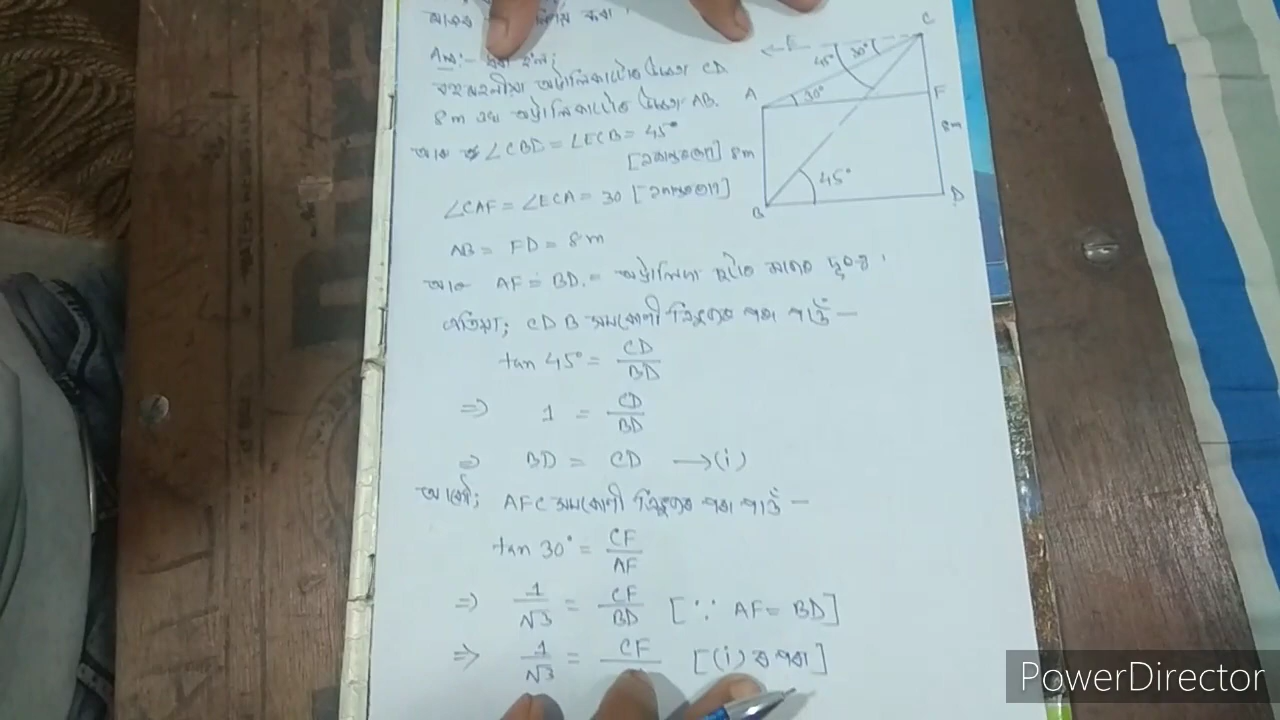 কৰা ।
Ans:- ধৰা হ'ল;
বহুমহলীয়া অট্টালিকাটোৰ উচ্চতা CD
8m ওখ অট্টালিকাটোৰ উচ্চতা AB.
আৰু ∠CBD = ∠ECB = 45°
[একান্তৰকোণ]
∠CAF = ∠ECA = 30 [একান্তৰকোণ]
AB = FD = 8m
আৰু AF = BD = অট্টালিকা দুটাৰ মাজৰ দূৰত্ব ।
এতিয়া; CDB সমকোণী ত্ৰিভুজৰ পৰা পাওঁ —
tan 45° = CD/BD
⇒ 1 = CD/BD
⇒ BD = CD ⟶(i)
আকৌ; AFC সমকোণী ত্ৰিভুজৰ পৰা পাওঁ —
tan 30° = CF/AF
⇒ 1/√3 = CF/BD [∵ AF = BD]
⇒ 1/√3 = CF/ [(i) ৰ পৰা]
C
E
45° 30°
A 30° F
8m
8m
45°
B D
PowerDirector